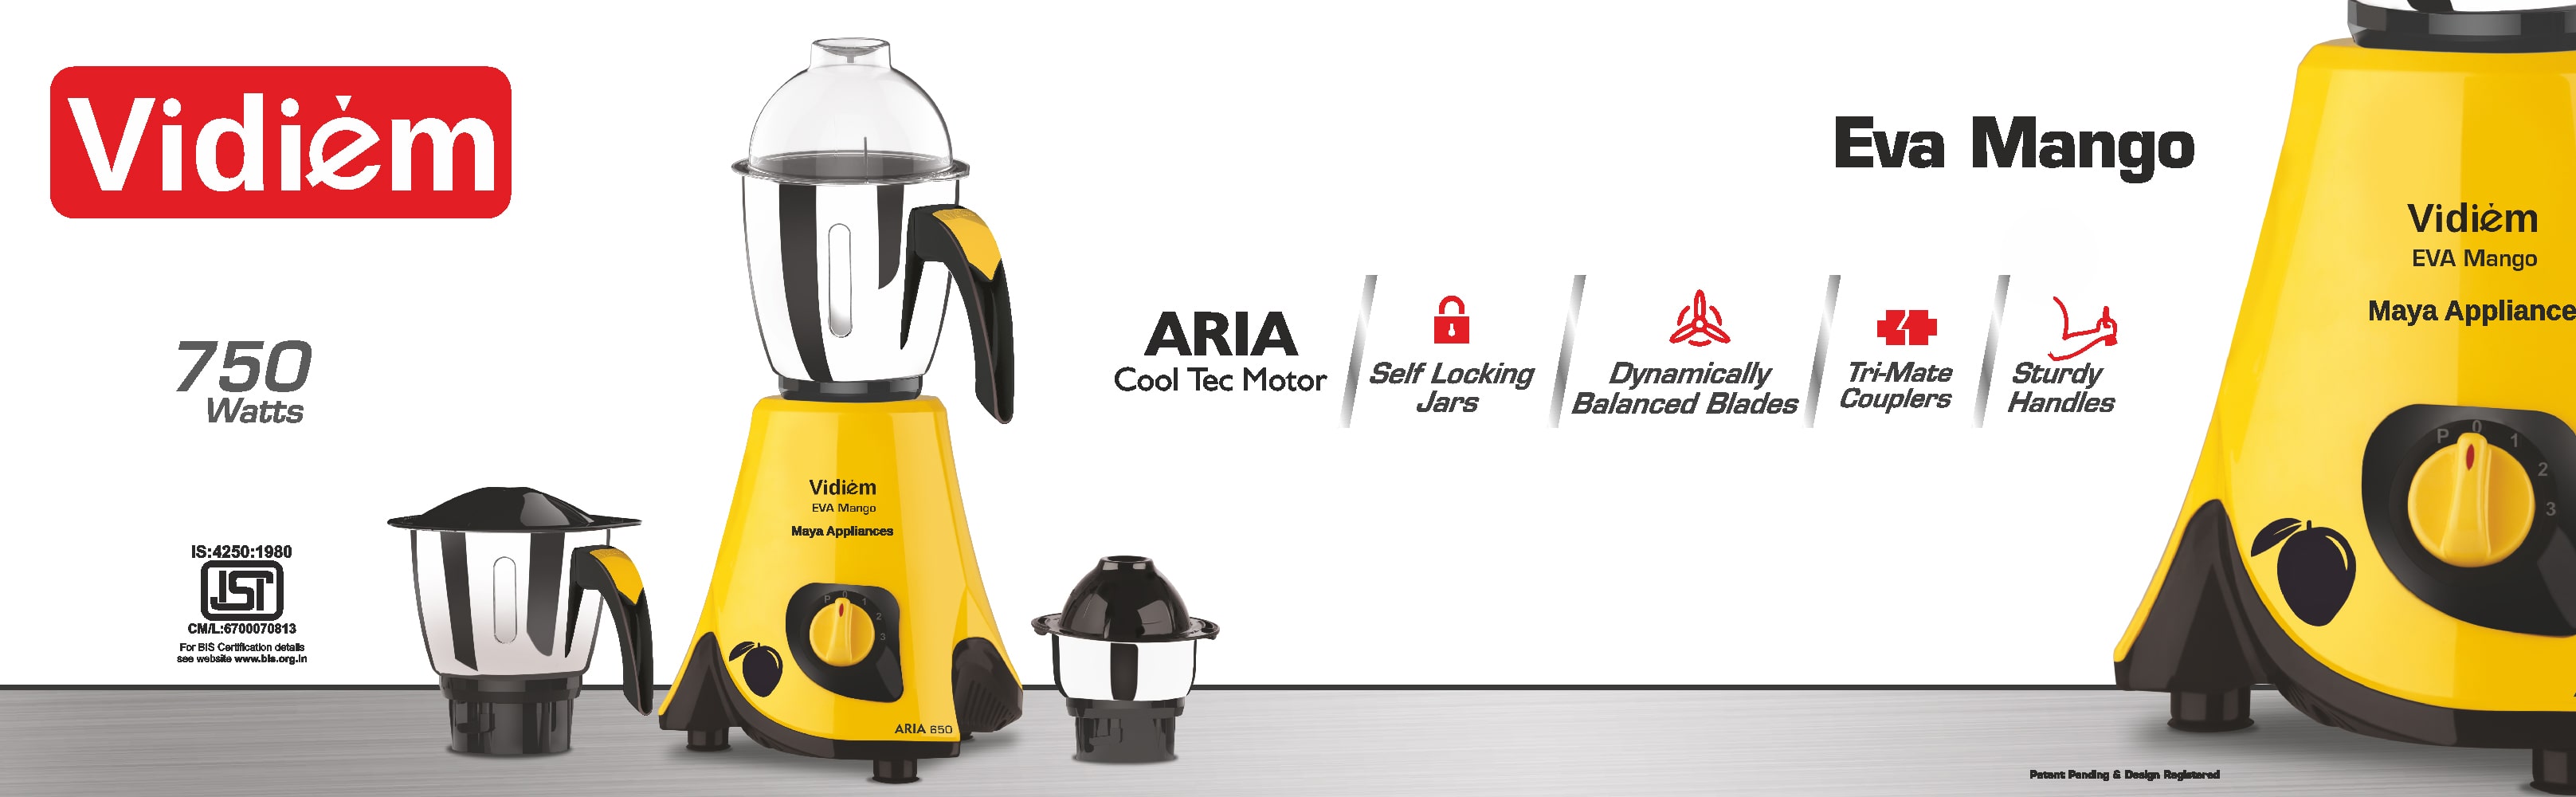 Vidiem
750
Watts
IS:4250:1980
ISI
CM/L:6700070813
For BIS Certification details
see website www.bis.org.in
Vidiem
EVA Mango
Maya Appliances
P 0 1 2 3
ARIA 650
ARIA
Cool Tec Motor
Self Locking
Jars
Dynamically
Balanced Blades
Tri-Mate
Couplers
Sturdy
Handles
Eva Mango
Vidiem
EVA Mango
Maya Appliance
P 0 1 2 3
Patent Pending & Design Registered